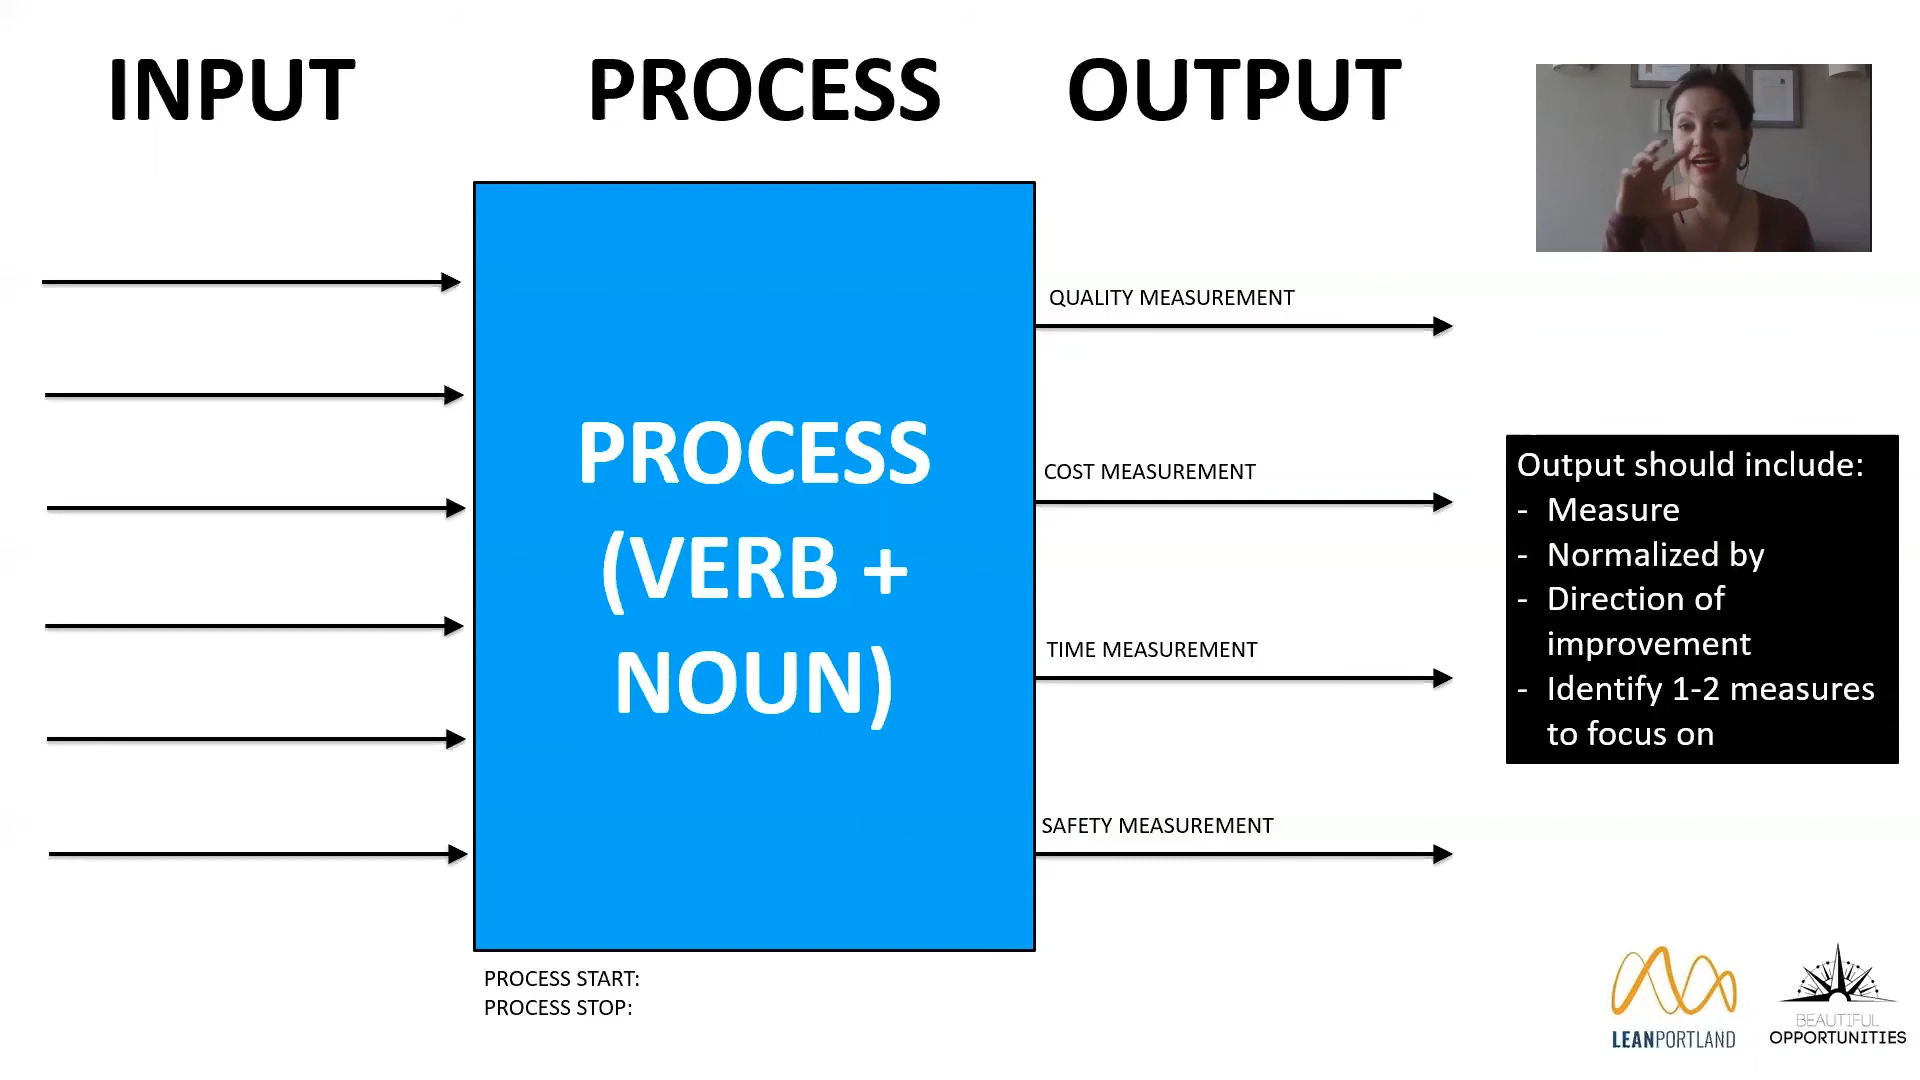 INPUT
PROCESS
OUTPUT
QUALITY MEASUREMENT
COST MEASUREMENT
TIME MEASUREMENT
SAFETY MEASUREMENT
PROCESS
(VERB +
NOUN)
PROCESS START:
PROCESS STOP:
Output should include:
- Measure
- Normalized by
- Direction of
improvement
- Identify 1-2 measures
to focus on
LEANPORTLAND
BEAUTIFUL
OPPORTUNITIES